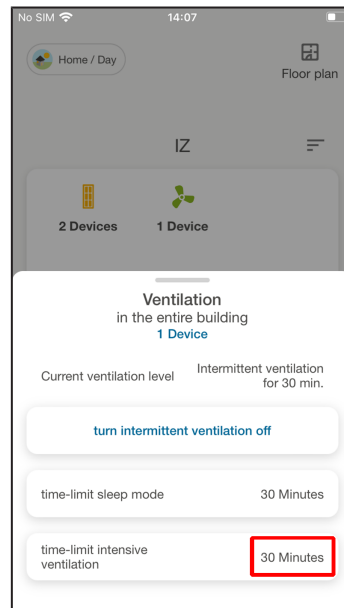 No SIM 14:07
Home / Day
Floor plan
IZ
2 Devices 1 Device
Ventilation
in the entire building
1 Device
Current ventilation level
Intermittent ventilation
for 30 min.
turn intermittent ventilation off
time-limit sleep mode 30 Minutes
time-limit intensive
ventilation
30 Minutes